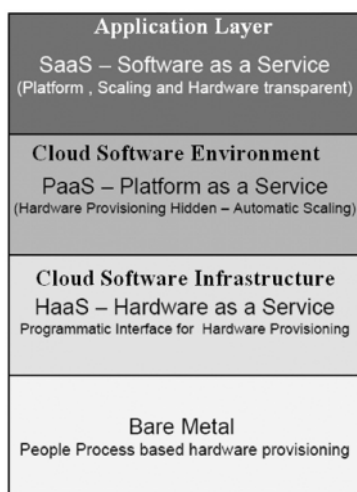 Application Layer
SaaS – Software as a Service
(Platform , Scaling and Hardware transparent)
Cloud Software Environment
PaaS – Platform as a Service
(Hardware Provisioning Hidden – Automatic Scaling)
Cloud Software Infrastructure
HaaS – Hardware as a Service
Programmatic Interface for Hardware Provisioning
Bare Metal
People Process based hardware provisioning